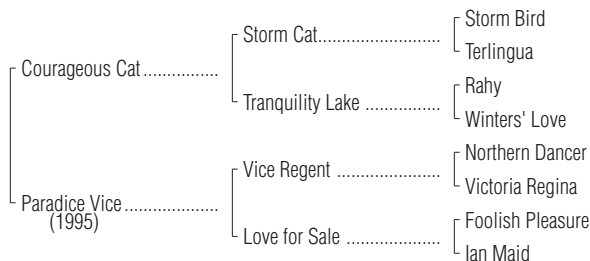 Storm Bird
Storm Cat..........................
Terlingua
Courageous Cat ................
Rahy
Tranquility Lake ................
Winters' Love
Northern Dancer
Vice Regent ......................
Victoria Regina
Paradice Vice ....................
(1995)
Foolish Pleasure
Love for Sale ....................
Ian Maid